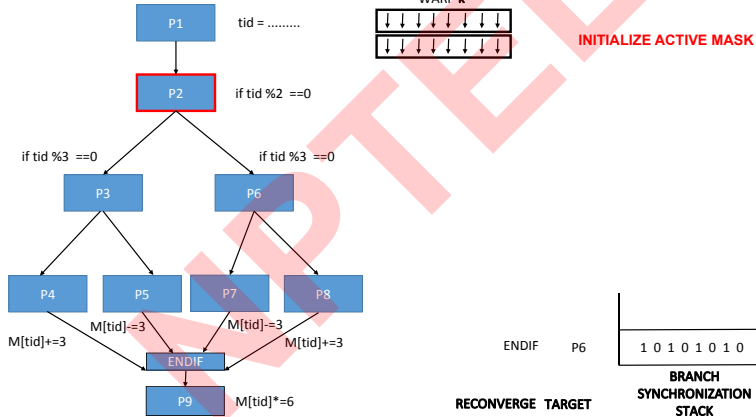 WARP K
P1
tid = .........
INITIALIZE ACTIVE MASK
P2
if tid %2 ==0
if tid %3 ==0
if tid %3 ==0
P3
P6
P4
P5
P7
P8
M[tid]+=3
M[tid]-=3
M[tid]-=3
M[tid]+=3
ENDIF
P9
M[tid]*=6
ENDIF
P6
1 0 1 0 1 0 1 0
RECONVERGE TARGET
BRANCH
SYNCHRONIZATION
STACK
NPTEL